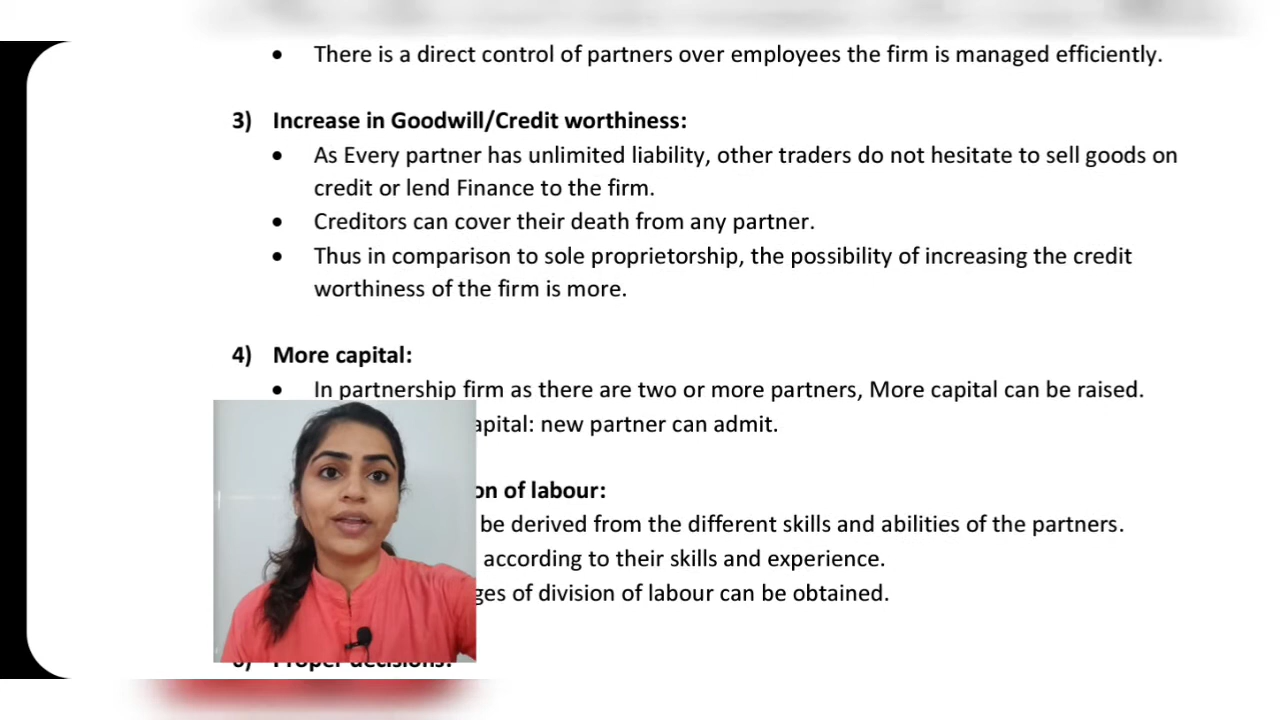 • There is a direct control of partners over employees the firm is managed efficiently.
3) Increase in Goodwill/Credit worthiness:
• As Every partner has unlimited liability, other traders do not hesitate to sell goods on
credit or lend Finance to the firm.
• Creditors can cover their death from any partner.
• Thus in comparison to sole proprietorship, the possibility of increasing the credit
worthiness of the firm is more.
4) More capital:
• In partnership firm as there are two or more partners, More capital can be raised.
apital: new partner can admit.
on of labour:
be derived from the different skills and abilities of the partners.
according to their skills and experience.
ges of division of labour can be obtained.
6) Proper decisions: